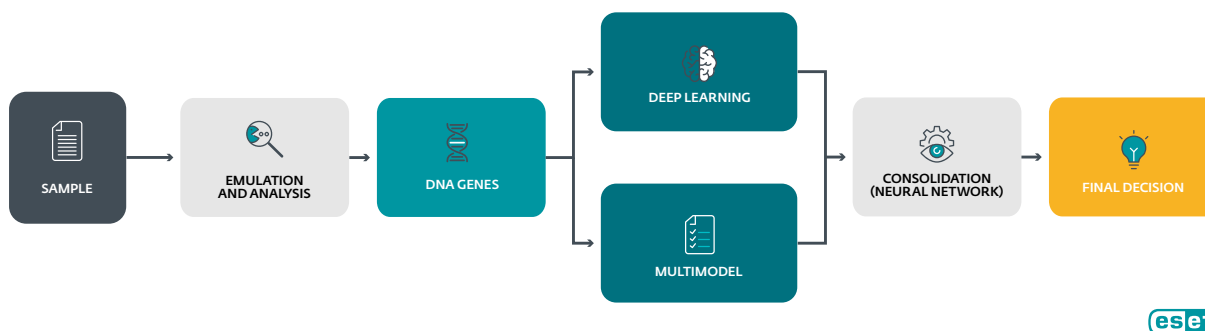 SAMPLE
EMULATION
AND ANALYSIS
DNA GENES
DEEP LEARNING
MULTIMODEL
CONSOLIDATION
(NEURAL NETWORK)
FINAL DECISION
eset